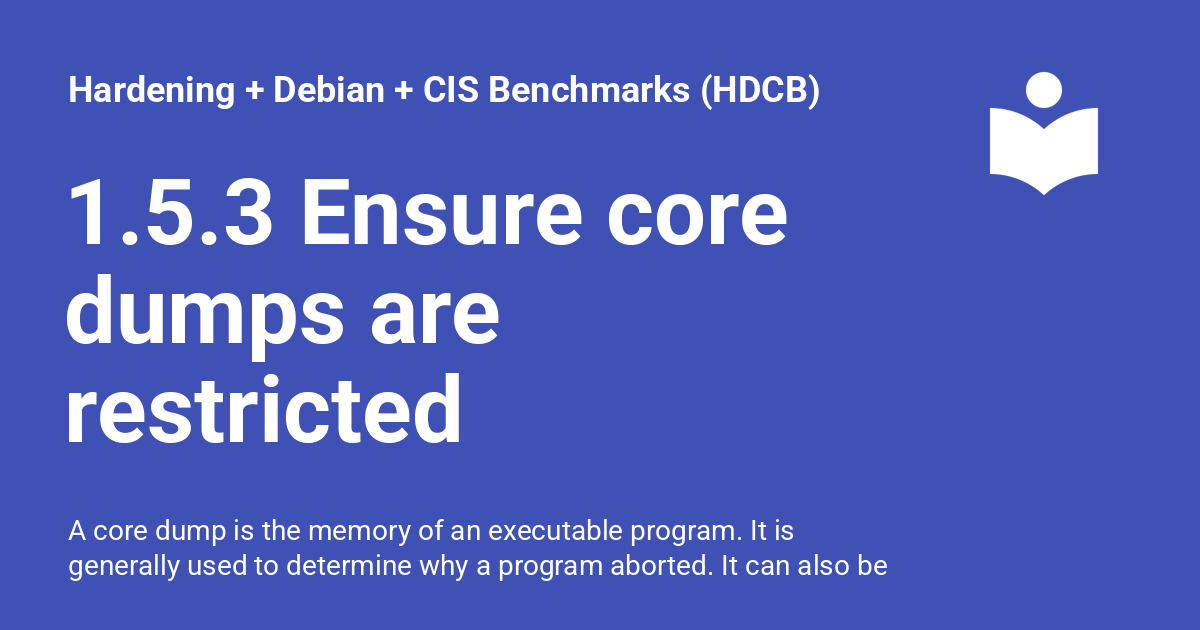 Hardening + Debian + CIS Benchmarks (HDCB)
1.5.3 Ensure core
dumps are
restricted
A core dump is the memory of an executable program. It is
generally used to determine why a program aborted. It can also be